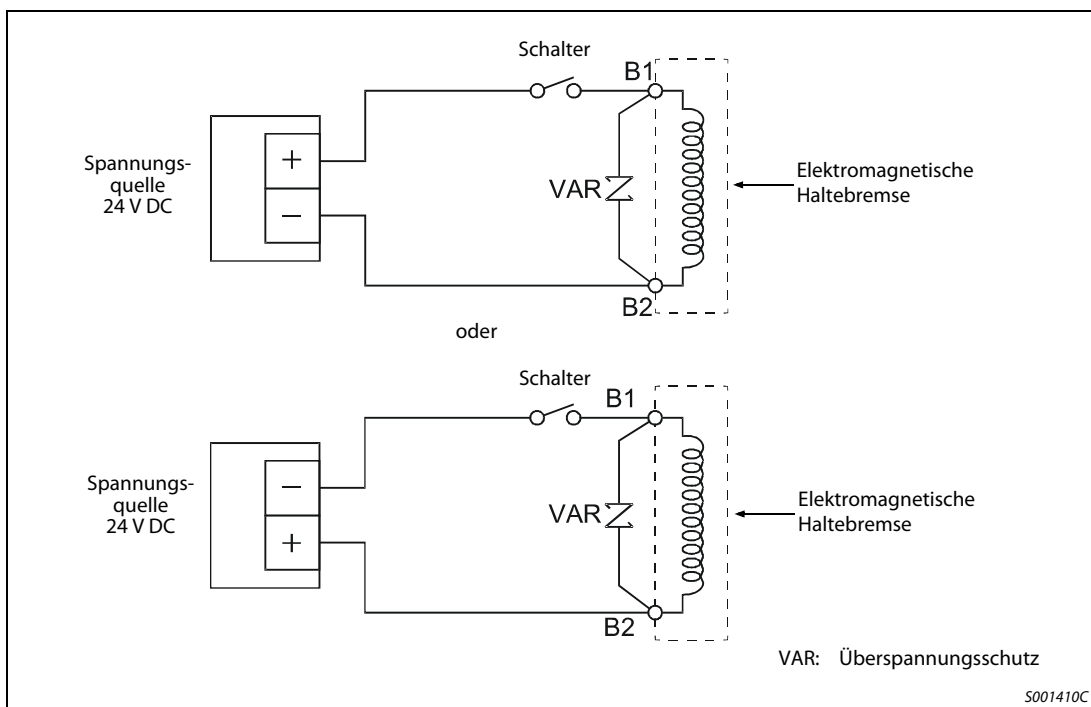 Schalter
B1
+
−
Spannungs-
quelle
24 V DC
VAR
Elektromagnetische
Haltebremse
B2
oder
Schalter
B1
−
+
Spannungs-
quelle
24 V DC
VAR
Elektromagnetische
Haltebremse
B2
VAR: Überspannungsschutz
S001410C